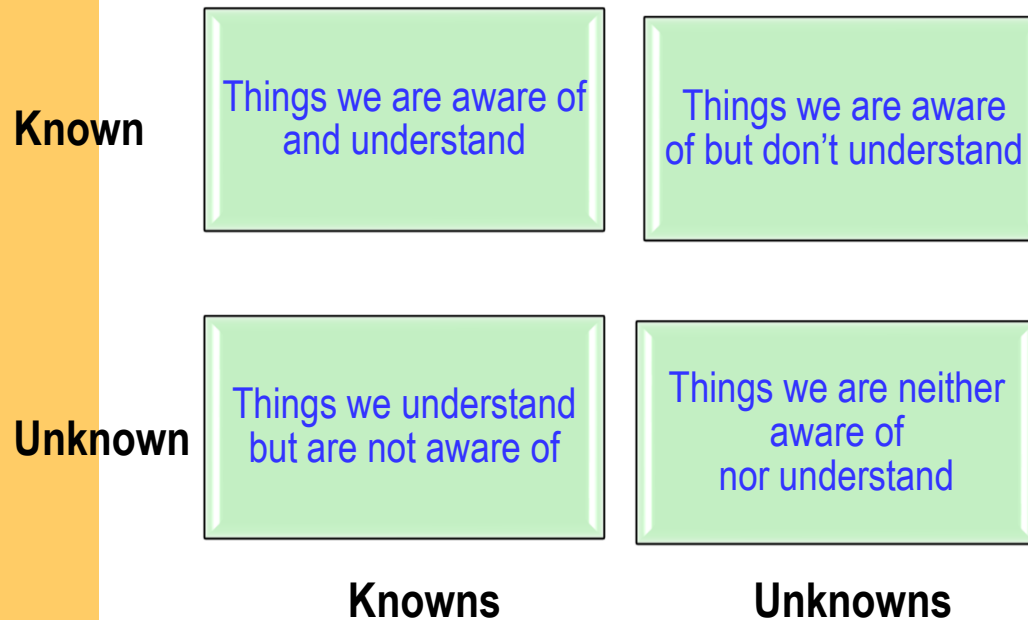 Known
Things we are aware of
and understand
Things we are aware
of but don’t understand
Unknown
Things we understand
but are not aware of
Things we are neither
aware of
nor understand
Knowns
Unknowns